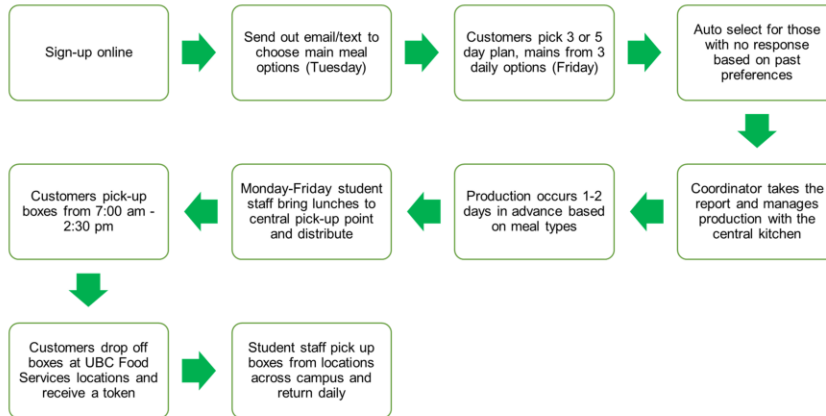 Sign-up online
Send out email/text to
choose main meal
options (Tuesday)
Customers pick 3 or 5
day plan, mains from 3
daily options (Friday)
Auto select for those
with no response
based on past
preferences
Coordinator takes the
report and manages
production with the
central kitchen
Production occurs 1-2
days in advance based
on meal types
Monday-Friday student
staff bring lunches to
central pick-up point
and distribute
Customers pick-up
boxes from 7:00 am -
2:30 pm
Customers drop off
boxes at UBC Food
Services locations and
receive a token
Student staff pick up
boxes from locations
across campus and
return daily